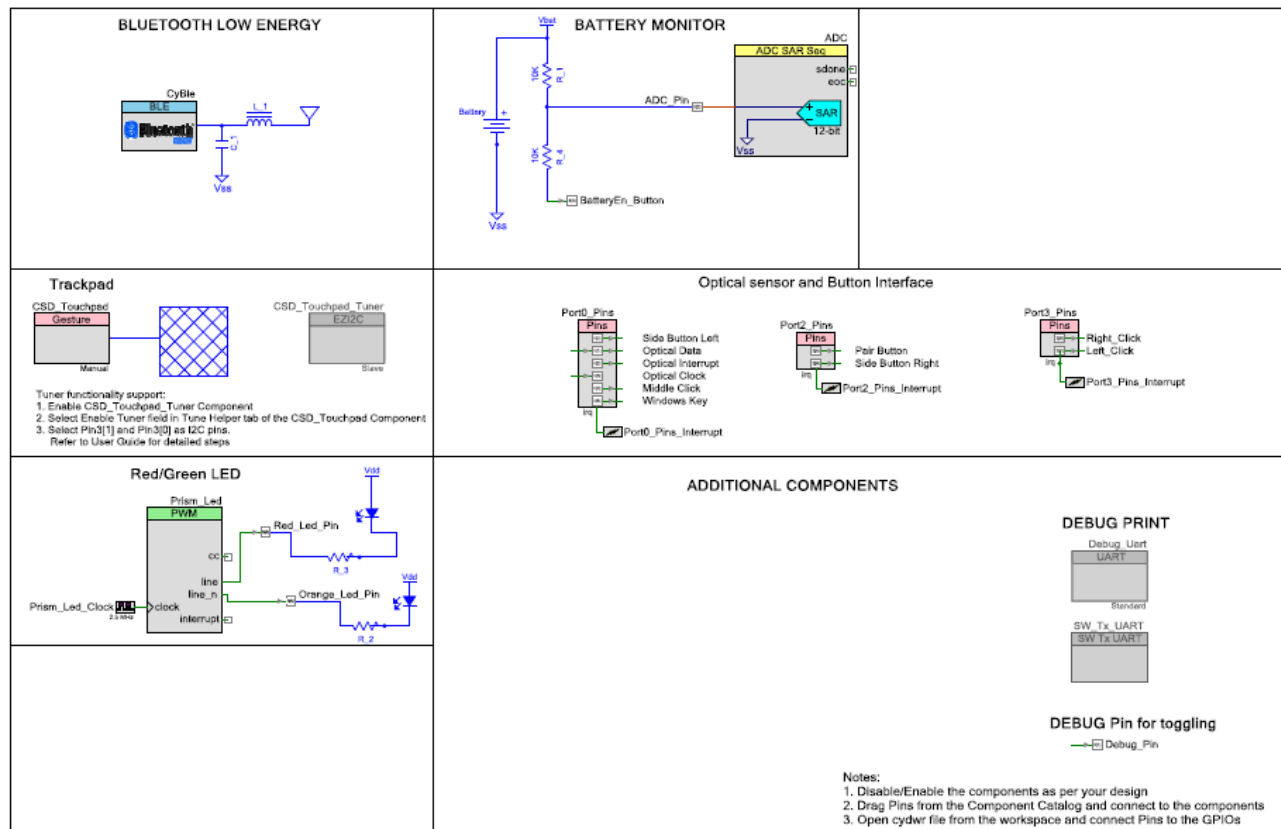 BLUETOOTH LOW ENERGY
CyBle
BLE
Bluetooth
L_1
C_1
Vss
BATTERY MONITOR
Vbat
10K
R_1
Battery
+
10K
R_4
Vss
BatteryEn_Button
ADC_Pin
ADC
ADC SAR Seq
sdone
eoc
SAR
12-bit
Vss
Trackpad
CSD_Touchpad
Gesture
Manual
CSD_Touchpad_Tuner
EZI2C
Slave
Tuner functionality support:
1. Enable CSD_Touchpad_Tuner Component
2. Select Enable Tuner field in Tune Helper tab of the CSD_Touchpad Component
3. Select Pin3[1] and Pin3[0] as I2C pins.
Refer to User Guide for detailed steps
Optical sensor and Button Interface
Port0_Pins
Pins
Side Button Left
Optical Data
Optical Interrupt
Optical Clock
Middle Click
Windows Key
irq
Port0_Pins_Interrupt
Port2_Pins
Pins
Pair Button
Side Button Right
irq
Port2_Pins_Interrupt
Port3_Pins
Pins
Right_Click
Left_Click
irq
Port3_Pins_Interrupt
Red/Green LED
Prism_Led
PWM
cc
line
line_n
clock
interrupt
Prism_Led_Clock
2.5 MHz
Red_Led_Pin
R_3
Vdd
Orange_Led_Pin
R_2
Vdd
ADDITIONAL COMPONENTS
DEBUG PRINT
Debug_Uart
UART
Standard
SW_Tx_UART
SW Tx UART
DEBUG Pin for toggling
Debug_Pin
Notes:
1. Disable/Enable the components as per your design
2. Drag Pins from the Component Catalog and connect to the components
3. Open cydwr file from the workspace and connect Pins to the GPIOs